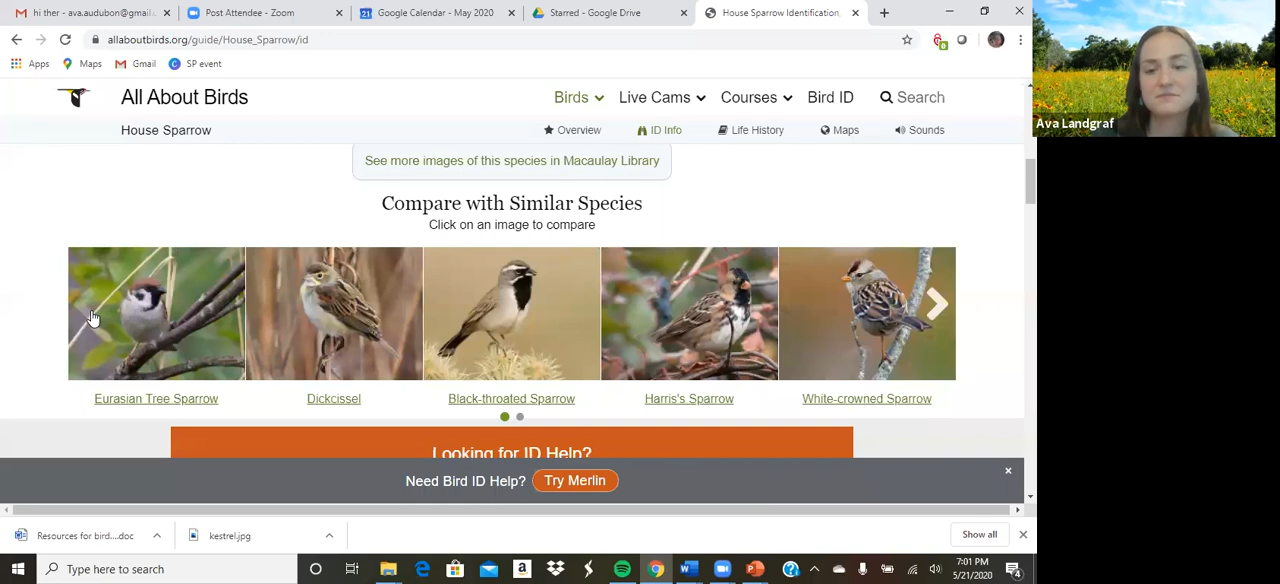 hi ther - ava.audubon@gmail.
Post Attendee - Zoom
Google Calendar - May 2020
Starred - Google Drive
House Sparrow Identification,
allaboutbirds.org/guide/House_Sparrow/id
Apps
Maps
Gmail
SP event
Ava Landgraf
All About Birds
Birds
Live Cams
Courses
Bird ID
Search
House Sparrow
Overview
ID Info
Life History
Maps
Sounds
See more images of this species in Macaulay Library
Compare with Similar Species
Click on an image to compare
Eurasian Tree Sparrow
Dickcissel
Black-throated Sparrow
Harris's Sparrow
White-crowned Sparrow
Looking for ID Help?
Need Bird ID Help?
Try Merlin
Resources for bird....doc
kestrel.jpg
Show all
Type here to search
7:01 PM
5/21/2020
4